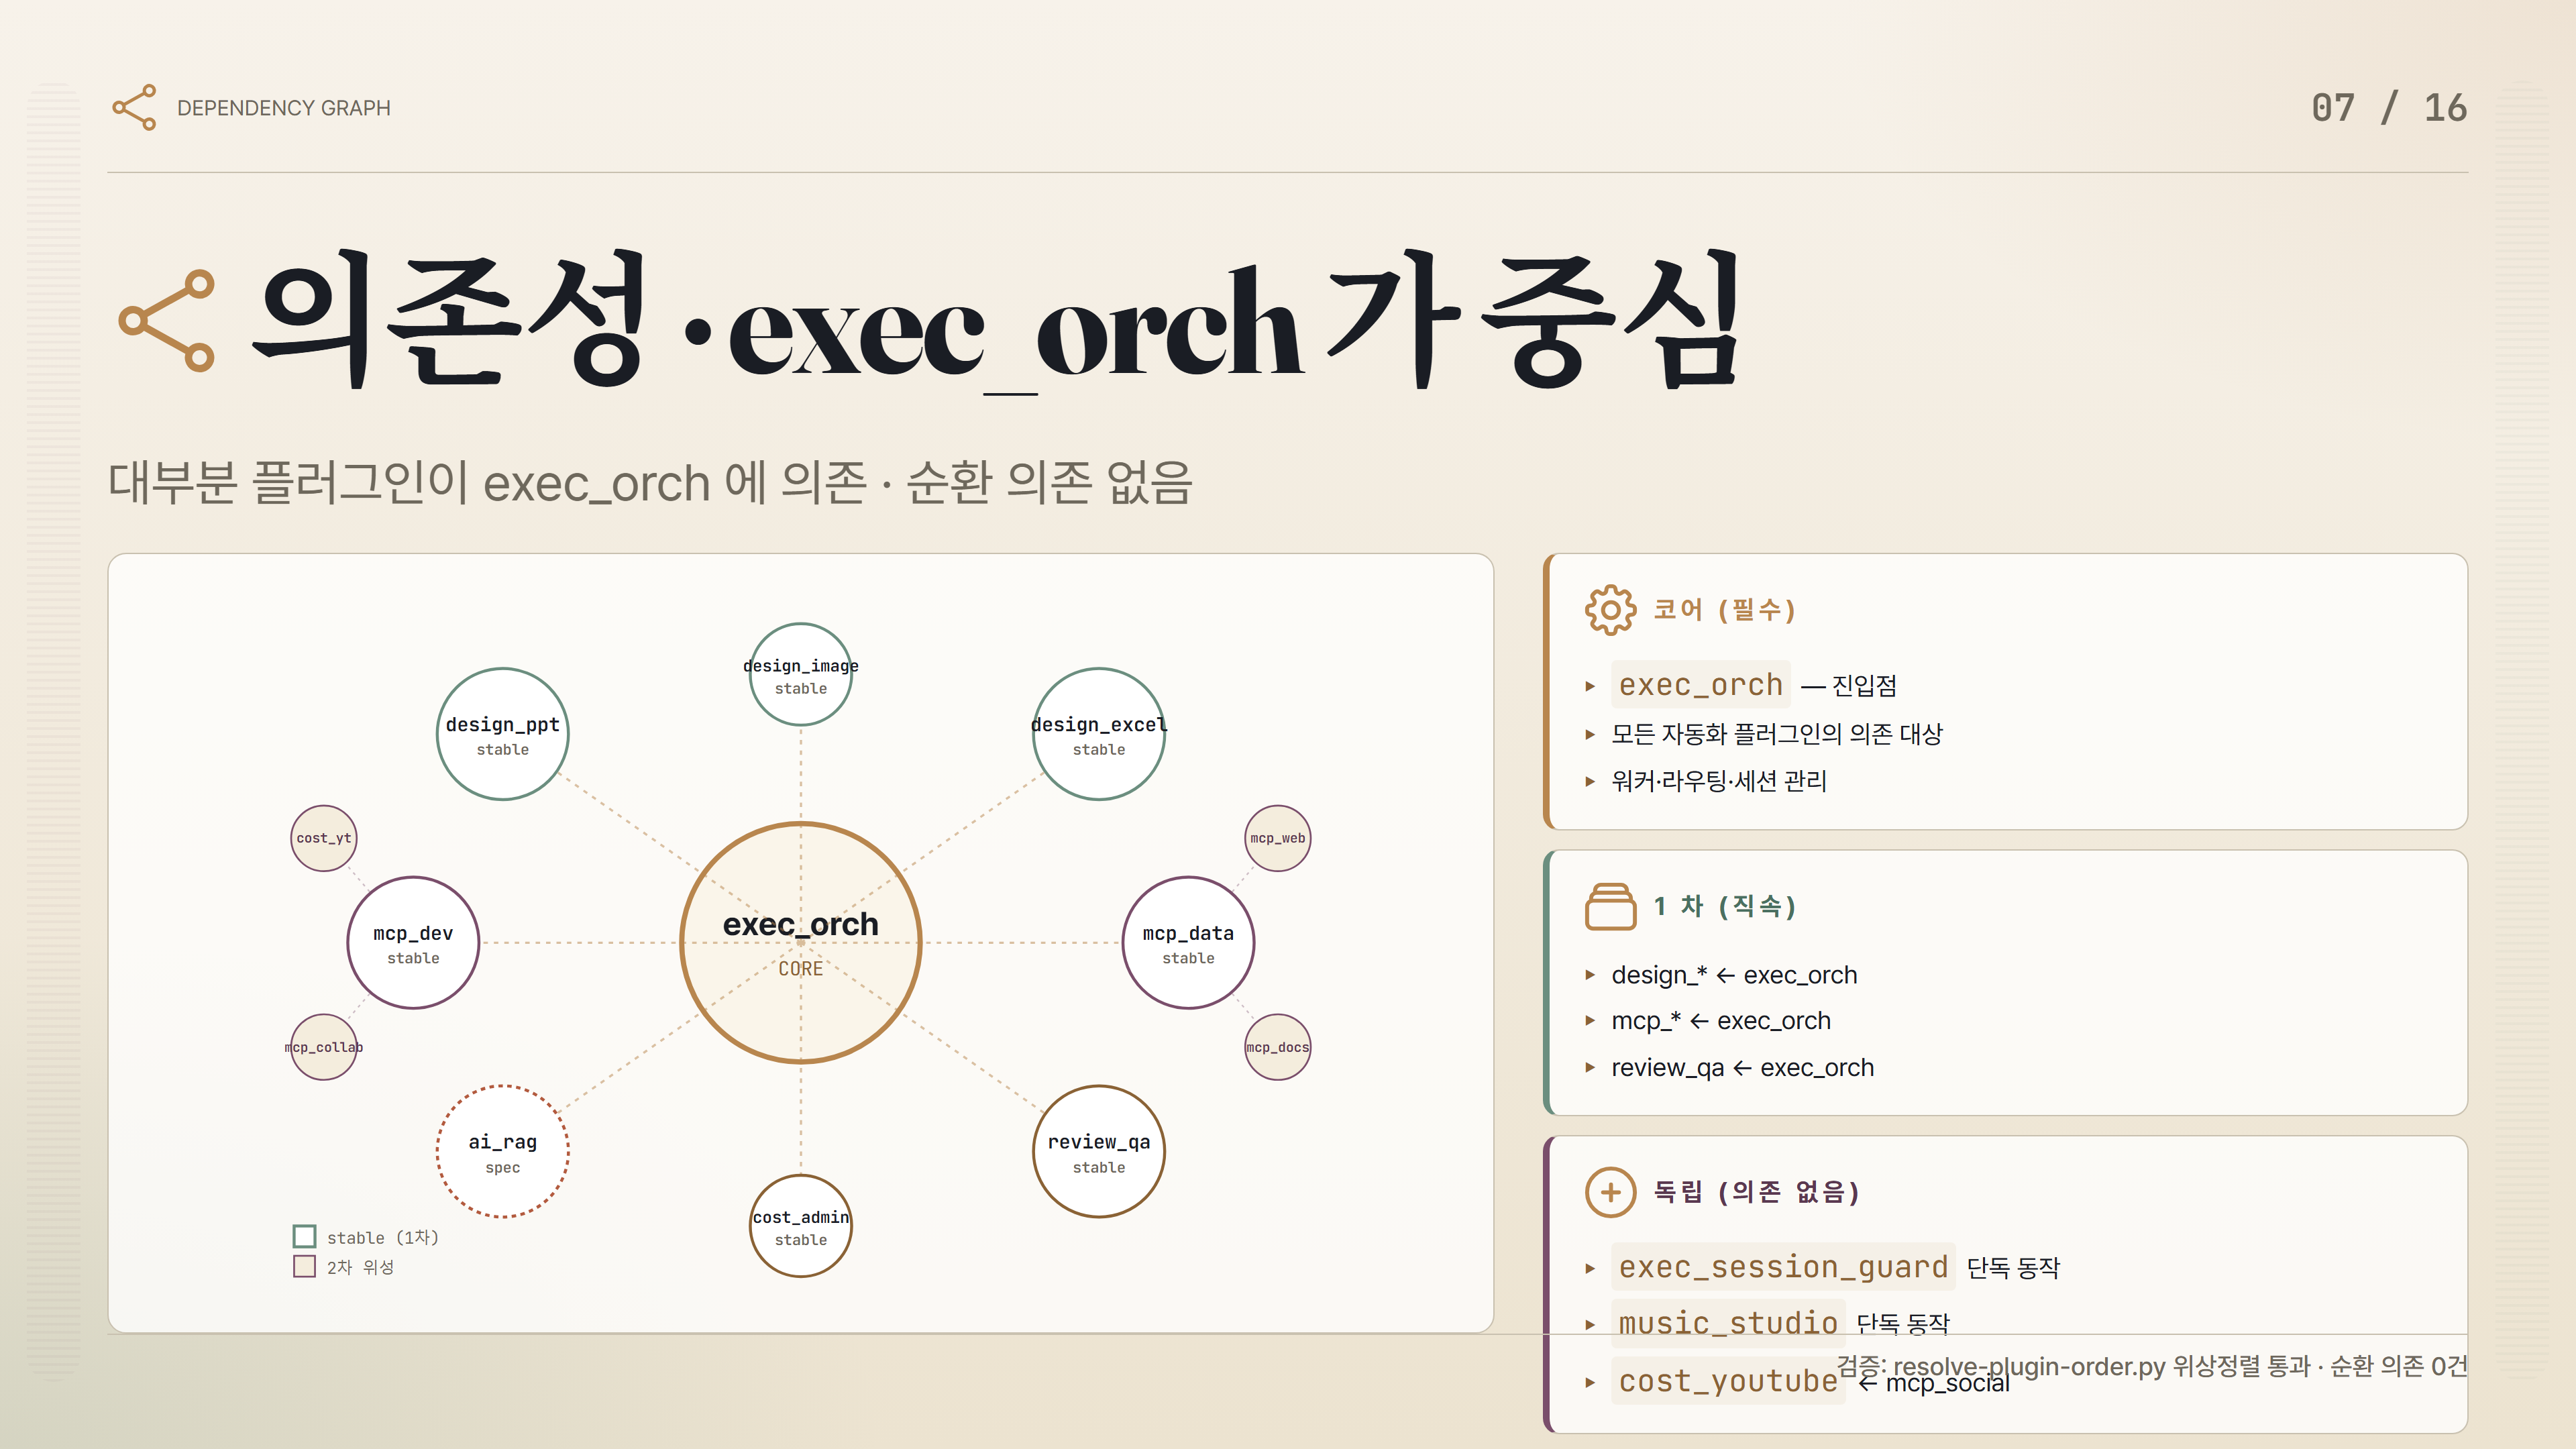 DEPENDENCY GRAPH
07 / 16
의존성 · exec_orch 가 중심
대부분 플러그인이 exec_orch 에 의존 · 순환 의존 없음
design_image
stable
design_ppt
stable
design_excel
stable
cost_yt
mcp_web
mcp_dev
stable
exec_orch
CORE
mcp_data
stable
mcp_collab
mcp_docs
ai_rag
spec
review_qa
stable
cost_admin
stable
stable (1차)
2차 위성
코어 (필수)
▸ exec_orch — 진입점
▸ 모든 자동화 플러그인의 의존 대상
▸ 워커·라우팅·세션 관리
1 차 (직속)
▸ design_* ← exec_orch
▸ mcp_* ← exec_orch
▸ review_qa ← exec_orch
독립 (의존 없음)
▸ exec_session_guard 단독 동작
▸ music_studio 단독 동작
▸ cost_youtube ← mcp_social
검증: resolve-plugin-order.py 위상정렬 통과 · 순환 의존 0건